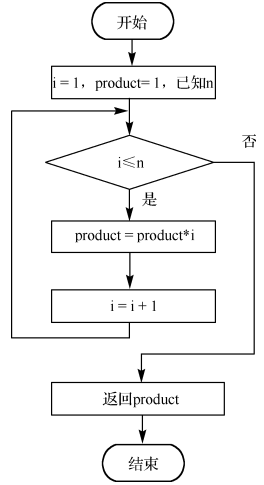 开始
i = 1，product= 1，已知n
i≤n
否
是
product = product*i
i = i + 1
返回product
结束